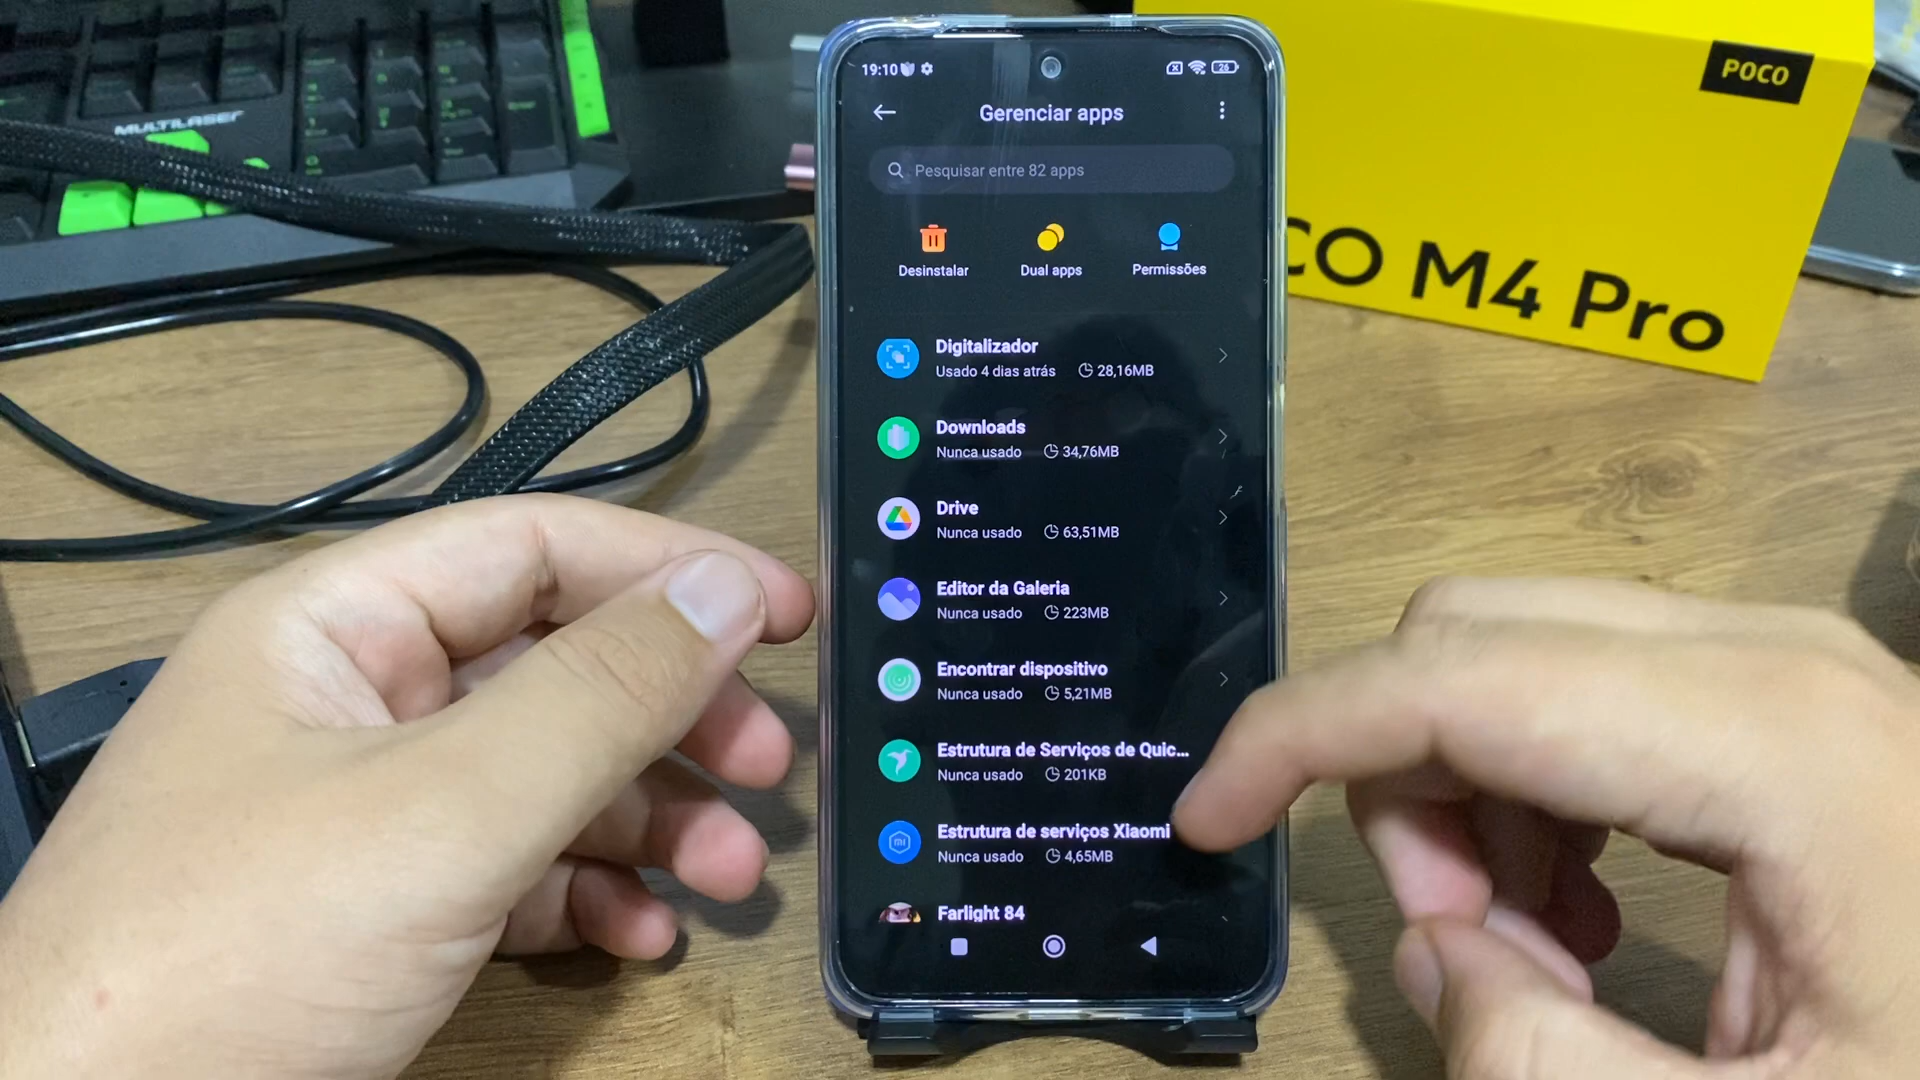 MULTILASER
19:10
26
Gerenciar apps
Pesquisar entre 82 apps
Desinstalar
Dual apps
Permissões
Digitalizador
Usado 4 dias atrás
28,16MB
Downloads
Nunca usado
34,76MB
Drive
Nunca usado
63,51MB
Editor da Galeria
Nunca usado
223MB
Encontrar dispositivo
Nunca usado
5,21MB
Estrutura de Serviços de Quic...
Nunca usado
201KB
Estrutura de serviços Xiaomi
Nunca usado
4,65MB
Farlight 84
POCO
CO M4 Pro